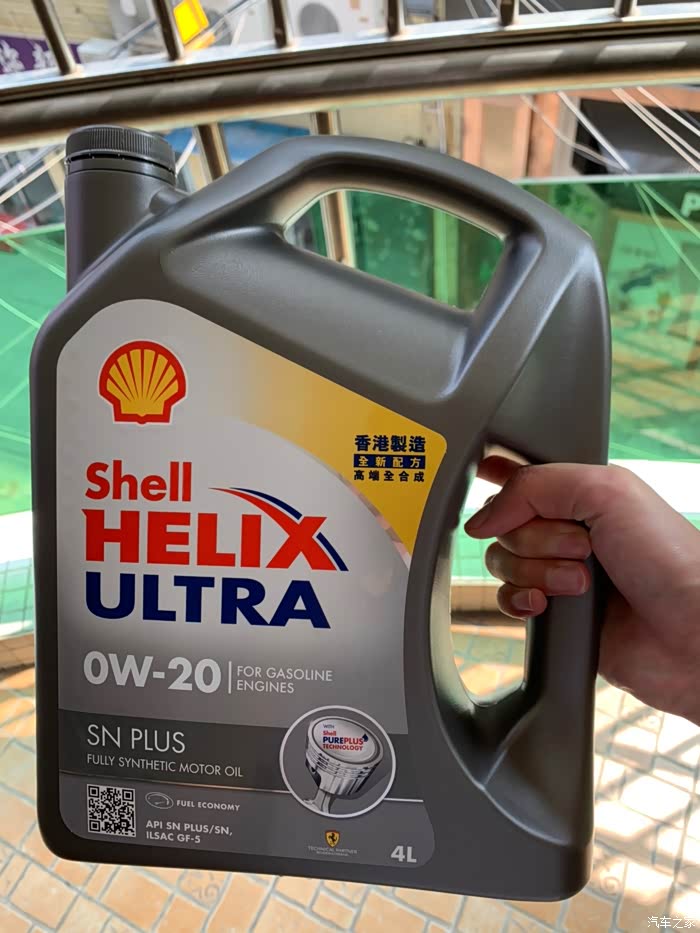 香港製造
全新配方
高端全合成
Shell
HELIX
ULTRA
0W-20
FOR GASOLINE
ENGINES
SN PLUS
FULLY SYNTHETIC MOTOR OIL
WITH
Shell
PUREPLUS
TECHNOLOGY
FUEL ECONOMY
API SN PLUS/SN,
ILSAC GF-5
TECHNICAL PARTNER
4L
汽车之家